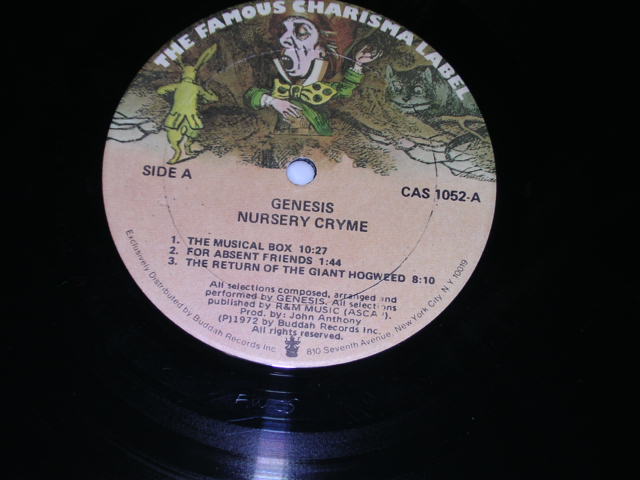 THE FAMOUS CHARISMA LABEL
SIDE A
CAS 1052-A
GENESIS
NURSERY CRYME
1. THE MUSICAL BOX 10:27
2. FOR ABSENT FRIENDS 1:44
3. THE RETURN OF THE GIANT HOGWEED 8:10
All selections composed, arranged and
performed by GENESIS. All selections
published by R&M MUSIC (ASCA
Prod. by: John Anthony
(P)1972 by Buddah Records Inc.
All rights reserved.
Exclusively Distributed by Buddah Records Inc. 810 Seventh Avenue, New York City N Y 10019